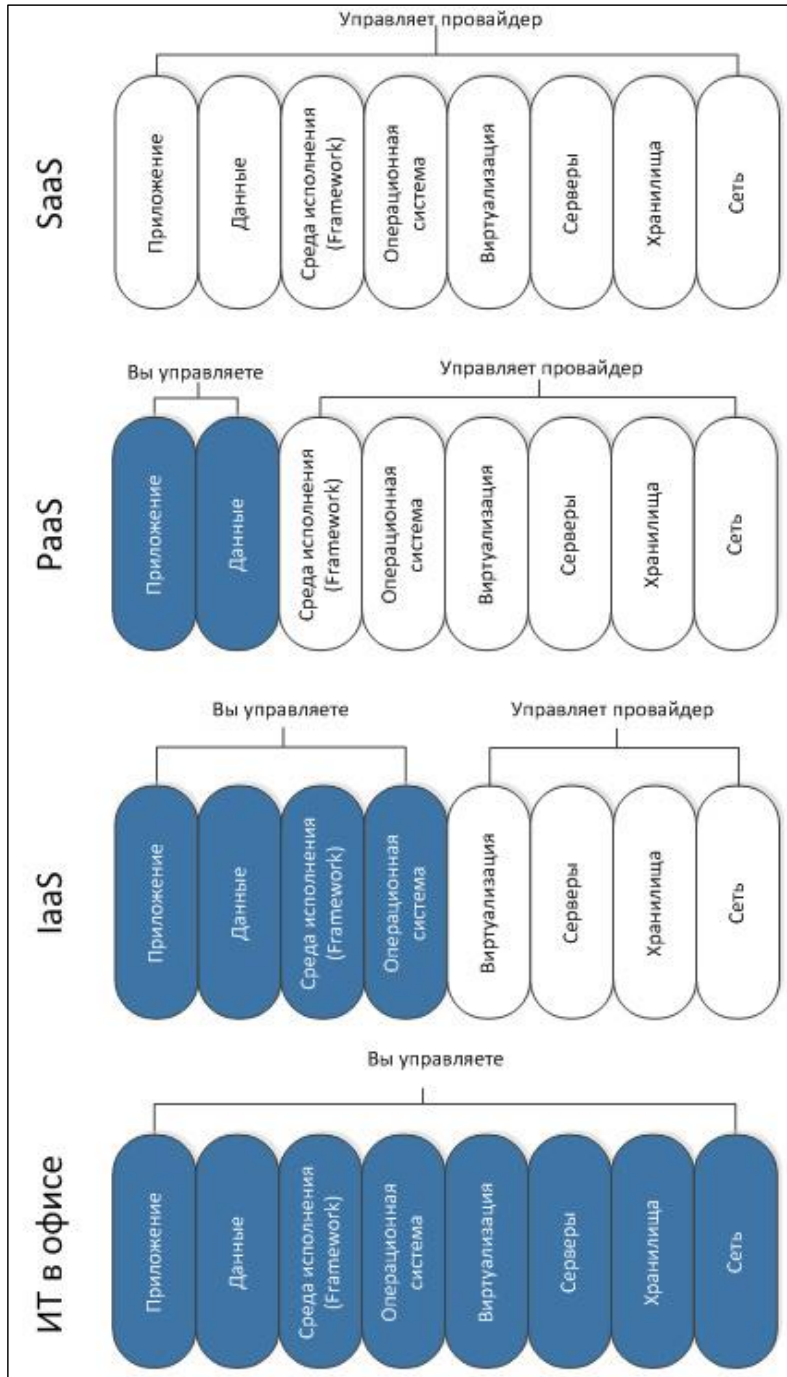 Управляет провайдер
SaaS
Приложение
Данные
Среда исполнения
(Framework)
Операционная
система
Виртуализация
Серверы
Хранилища
Сеть
Вы управляете
Управляет провайдер
PaaS
Приложение
Данные
Среда исполнения
(Framework)
Операционная
система
Виртуализация
Серверы
Хранилища
Сеть
Вы управляете
Управляет провайдер
IaaS
Приложение
Данные
Среда исполнения
(Framework)
Операционная
система
Виртуализация
Серверы
Хранилища
Сеть
Вы управляете
ИТ в офисе
Приложение
Данные
Среда исполнения
(Framework)
Операционная
система
Виртуализация
Серверы
Хранилища
Сеть